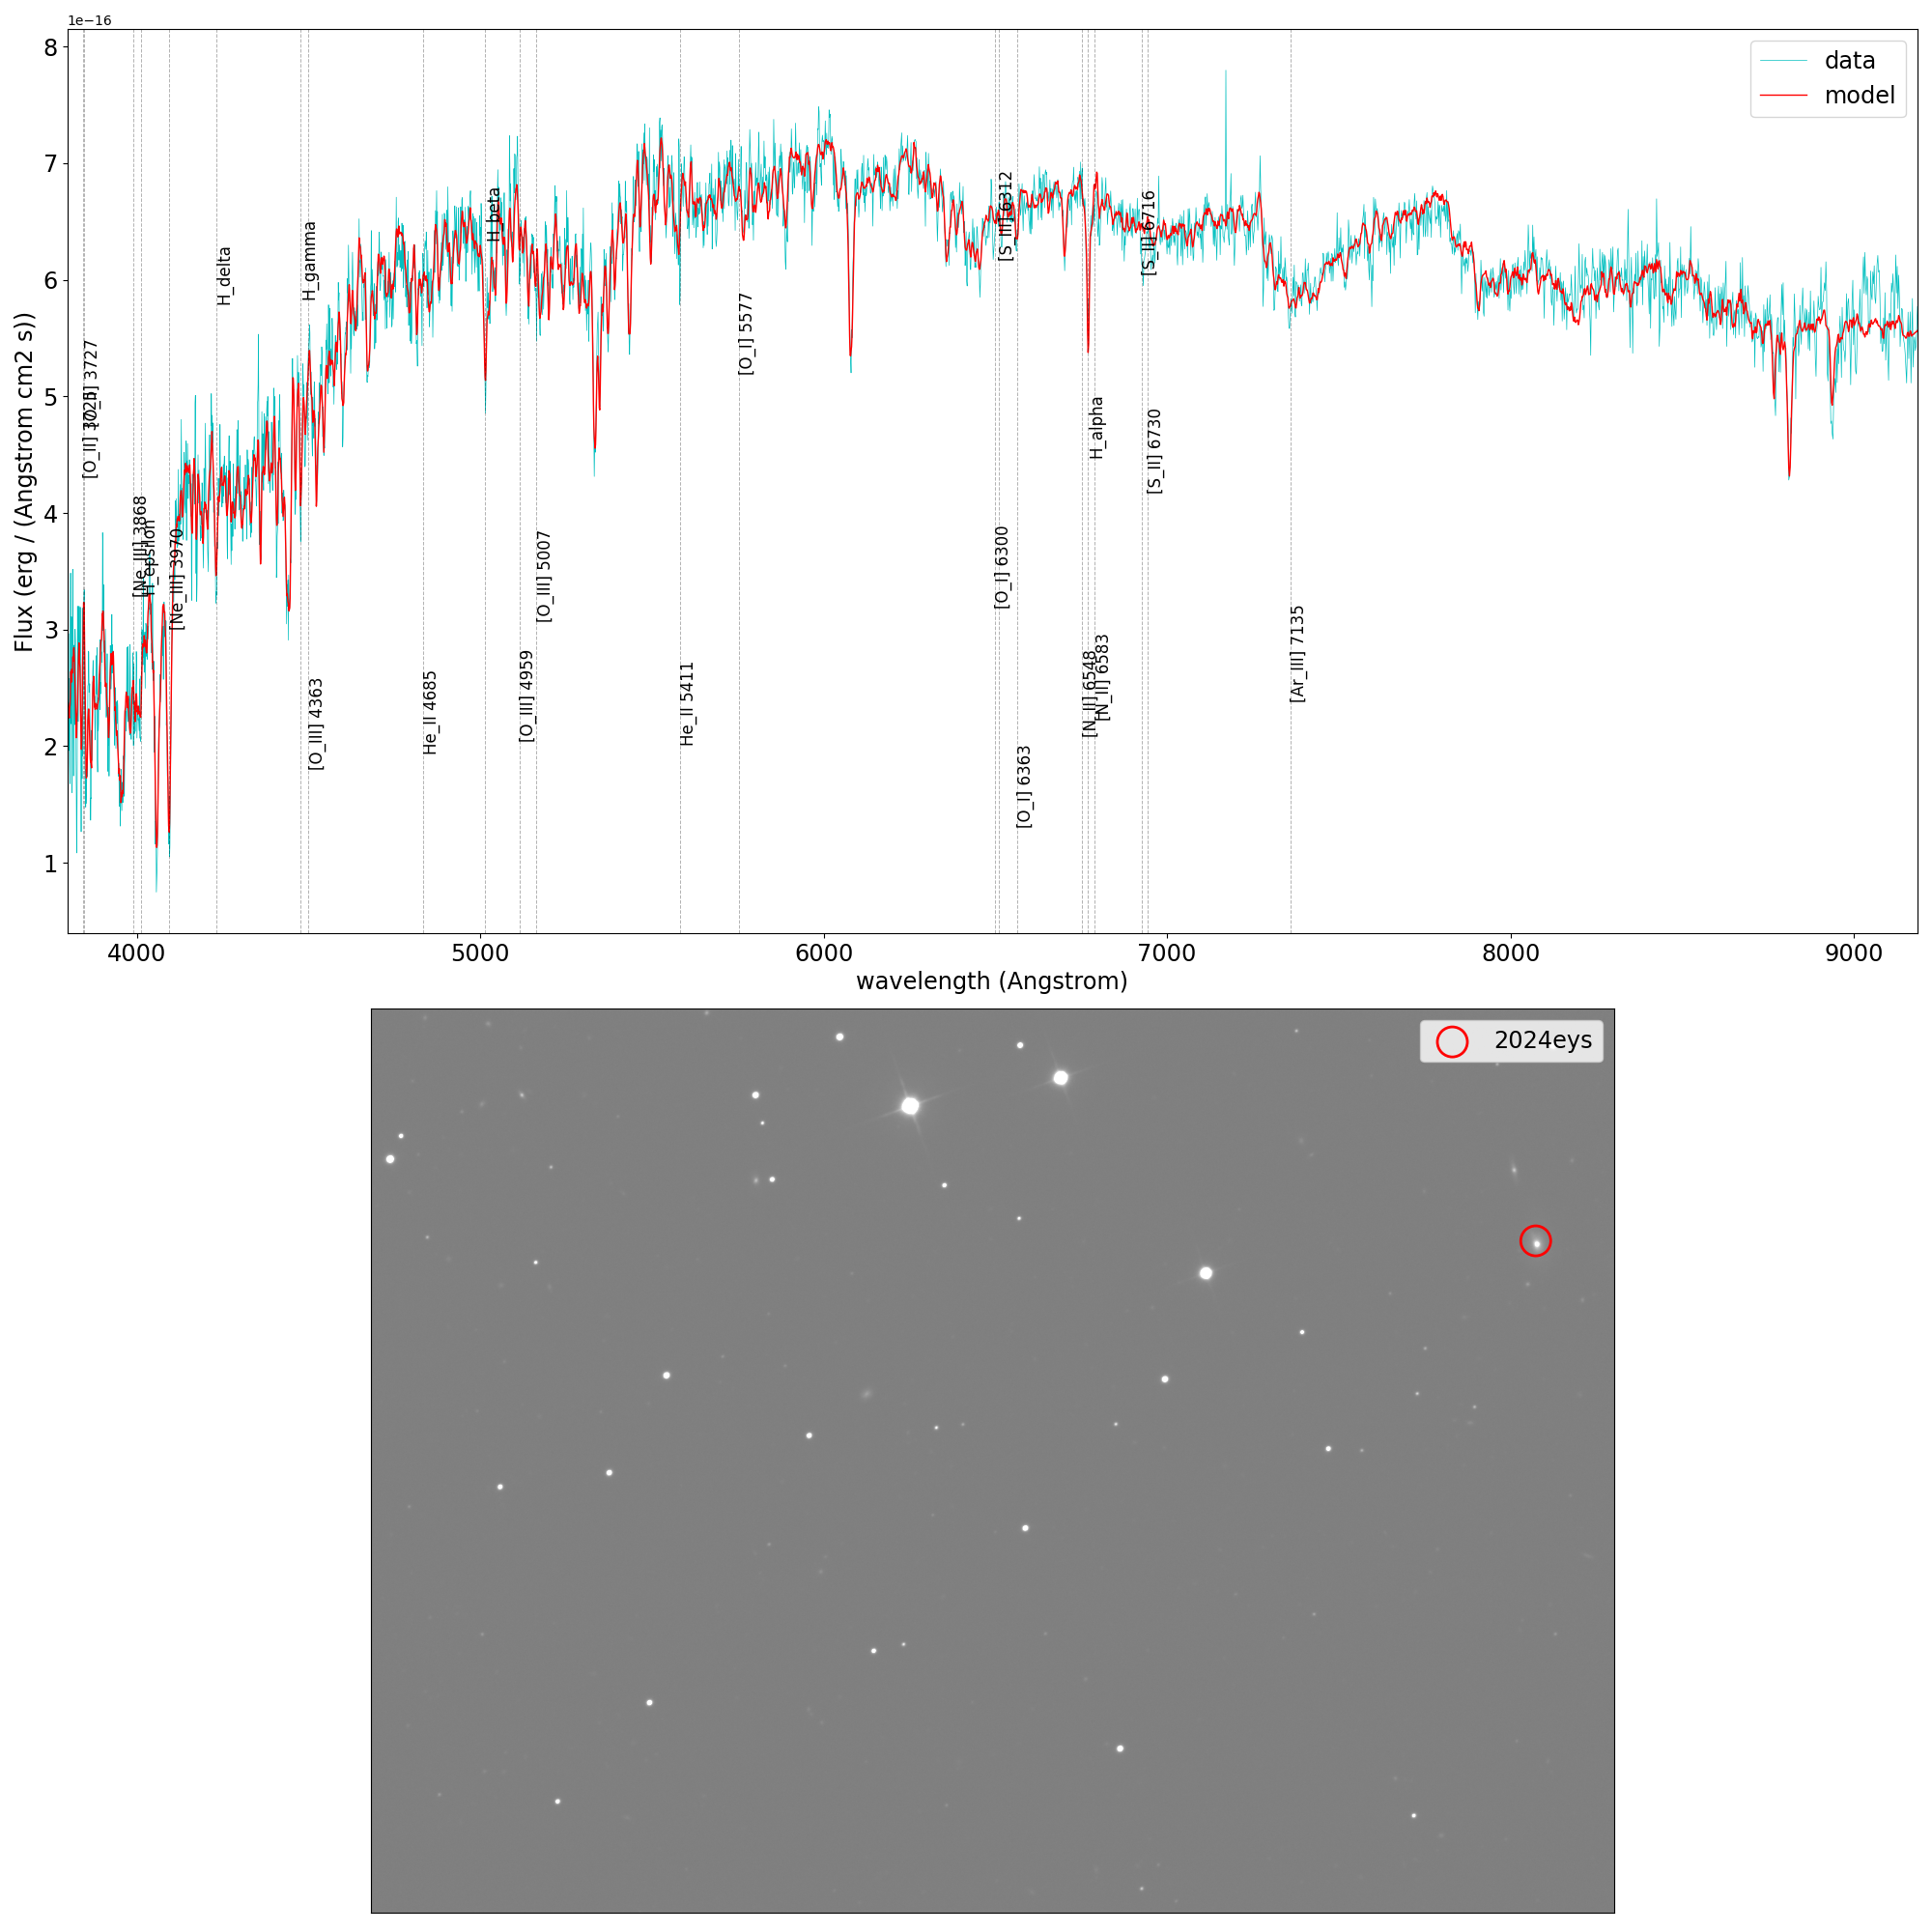 1e−16
data
model
8
7
6
5
4
3
2
1
Flux (erg / (Angstrom cm2 s))
[O_II] 3727
[Ne_III] 3868
H_epsilon
[Ne_III] 3970
H_delta
H_gamma
[O_III] 4363
He_II 4685
H_beta
[O_III] 4959
[O_III] 5007
He_II 5411
[O_I] 5577
[O_I] 6300
[S_III] 6312
[O_I] 6363
[N_II] 6548
H_alpha
[N_II] 6583
[S_II] 6716
[S_II] 6730
[Ar_III] 7135
4000 5000 6000 7000 8000 9000
wavelength (Angstrom)
2024eys